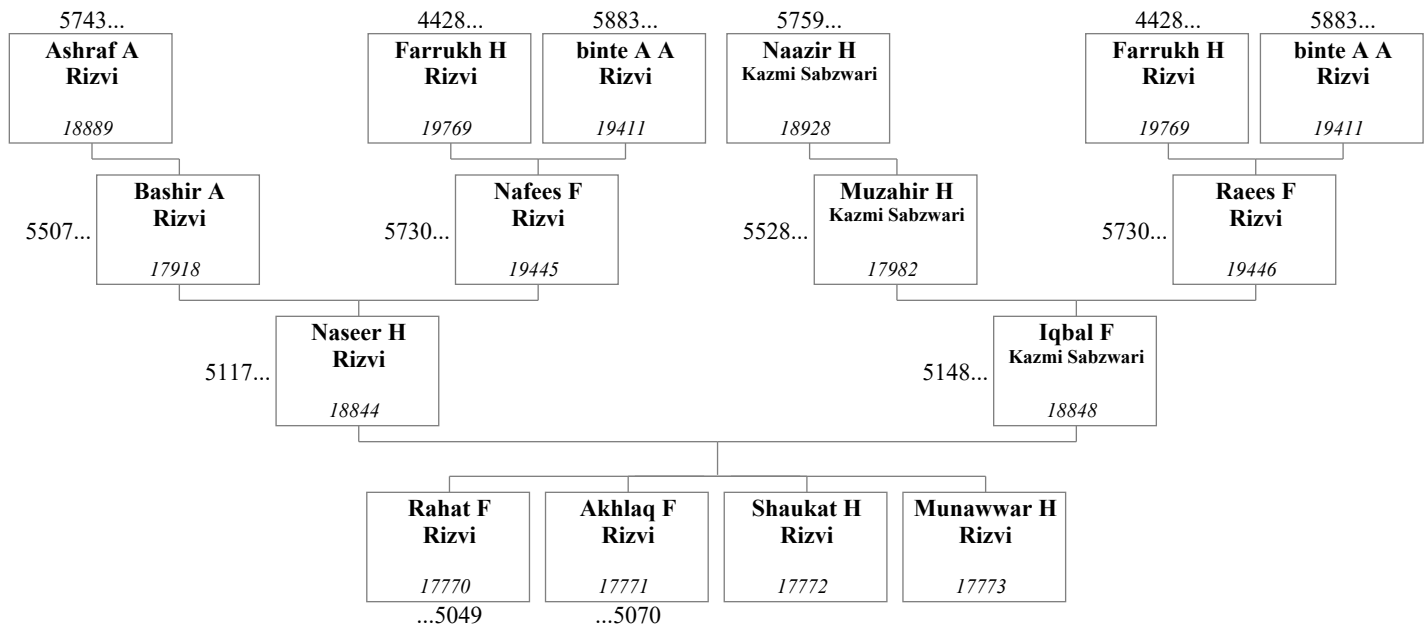 5743...
4428...
5883...
5759...
4428...
5883...
Ashraf A
Rizvi
18889
Farrukh H
Rizvi
19769
binte A A
Rizvi
19411
Naazir H
Kazmi Sabzwari
18928
Farrukh H
Rizvi
19769
binte A A
Rizvi
19411
5507...
Bashir A
Rizvi
17918
5730...
Nafees F
Rizvi
19445
5528...
Muzahir H
Kazmi Sabzwari
17982
5730...
Raees F
Rizvi
19446
5117...
Naseer H
Rizvi
18844
5148...
Iqbal F
Kazmi Sabzwari
18848
Rahat F
Rizvi
17770
...5049
Akhlaq F
Rizvi
17771
...5070
Shaukat H
Rizvi
17772
Munawwar H
Rizvi
17773